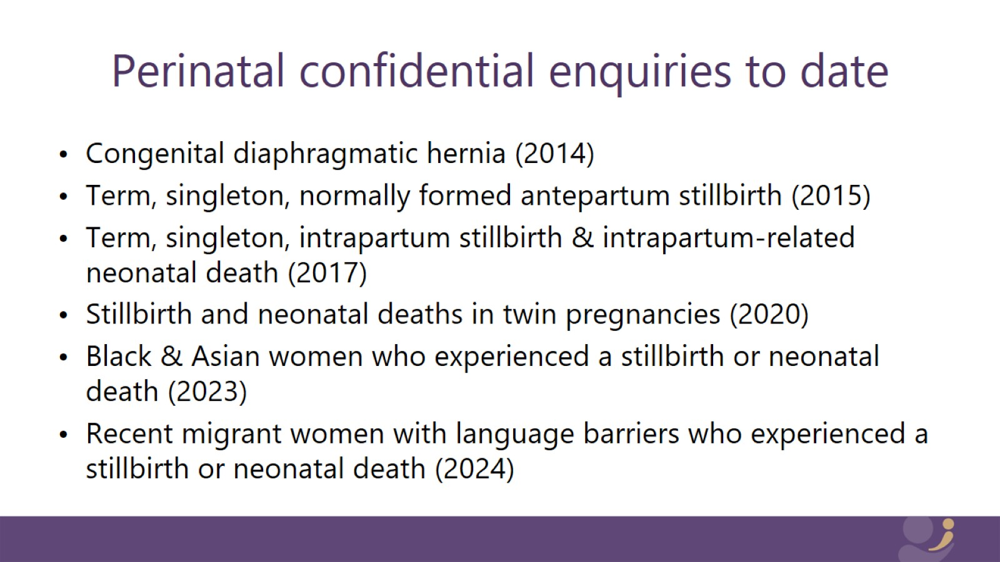 Perinatal confidential enquiries to date
• Congenital diaphragmatic hernia (2014)
• Term, singleton, normally formed antepartum stillbirth (2015)
• Term, singleton, intrapartum stillbirth & intrapartum-related
neonatal death (2017)
• Stillbirth and neonatal deaths in twin pregnancies (2020)
• Black & Asian women who experienced a stillbirth or neonatal
death (2023)
• Recent migrant women with language barriers who experienced a
stillbirth or neonatal death (2024)